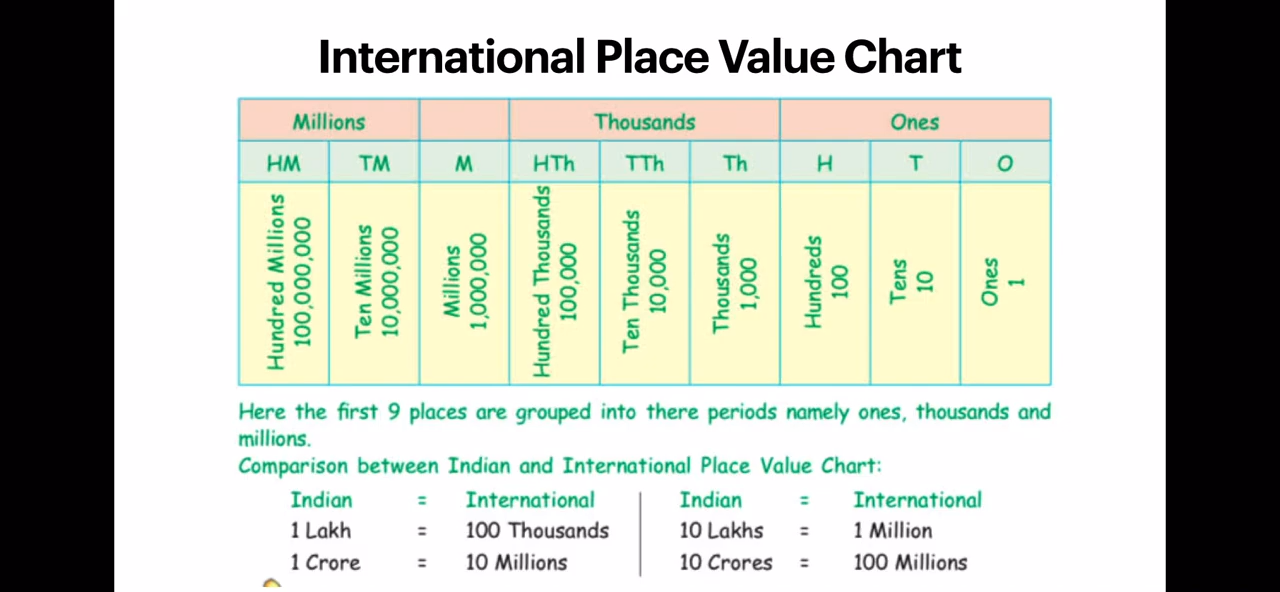 International Place Value Chart
Millions Thousands Ones
HM TM M HTh TTh Th H T O
Hundred Millions
100,000,000
Ten Millions
10,000,000
Millions
1,000,000
Hundred Thousands
100,000
Ten Thousands
10,000
Thousands
1,000
Hundreds
100
Tens
10
Ones
1
Here the first 9 places are grouped into there periods namely ones, thousands and
millions.
Comparison between Indian and International Place Value Chart:
Indian = International Indian = International
1 Lakh = 100 Thousands 10 Lakhs = 1 Million
1 Crore = 10 Millions 10 Crores = 100 Millions